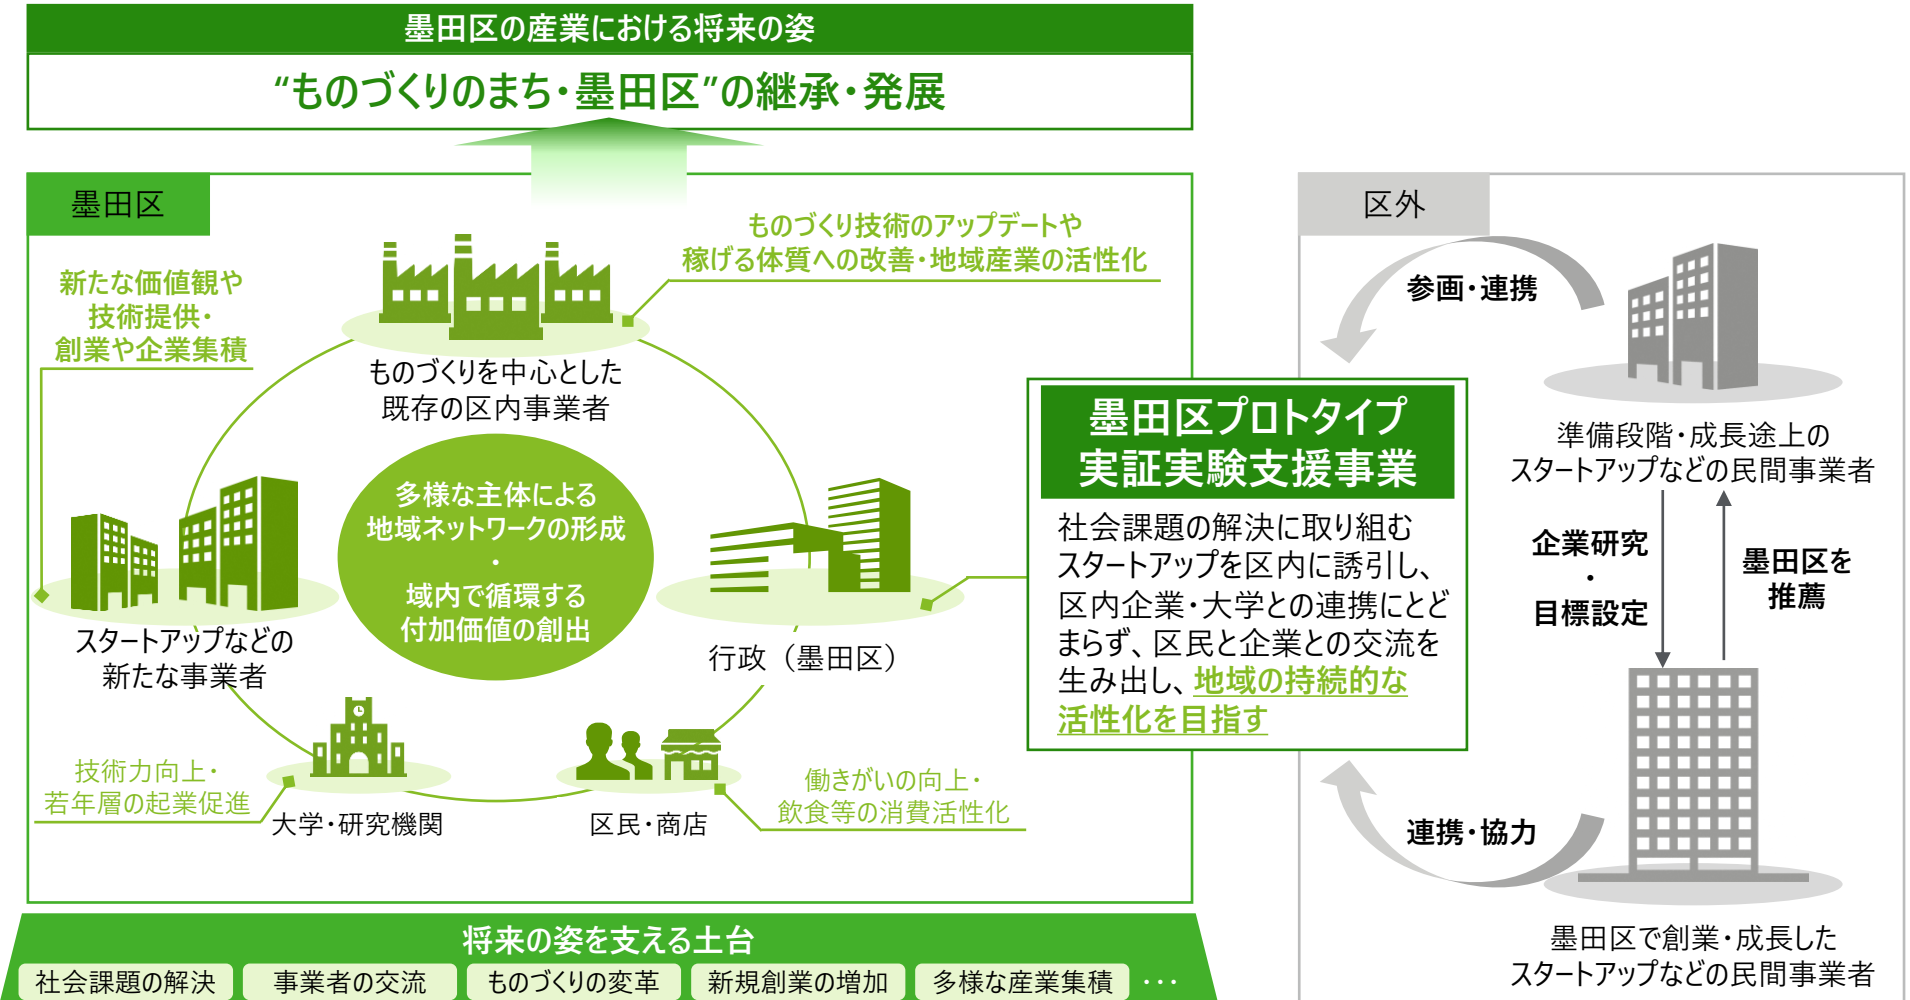 墨田区の産業における将来の姿
“ものづくりのまち・墨田区”の継承・発展
墨田区
ものづくり技術のアップデートや
稼げる体質への改善・地域産業の活性化
新たな価値観や
技術提供・
創業や企業集積
ものづくりを中心とした
既存の区内事業者
多様な主体による
地域ネットワークの形成
・
域内で循環する
付加価値の創出
スタートアップなどの
新たな事業者
行政（墨田区）
技術力向上・
若年層の起業促進
大学・研究機関
区民・商店
働きがいの向上・
飲食等の消費活性化
墨田区プロトタイプ
実証実験支援事業
社会課題の解決に取り組む
スタートアップを区内に誘引し、
区内企業・大学との連携にとど
まらず、区民と企業との交流を
生み出し、地域の持続的な
活性化を目指す
区外
参画・連携
準備段階・成長途上の
スタートアップなどの民間事業者
企業研究
・
目標設定
墨田区を
推薦
連携・協力
墨田区で創業・成長した
スタートアップなどの民間事業者
将来の姿を支える土台
社会課題の解決
事業者の交流
ものづくりの変革
新規創業の増加
多様な産業集積
･･･